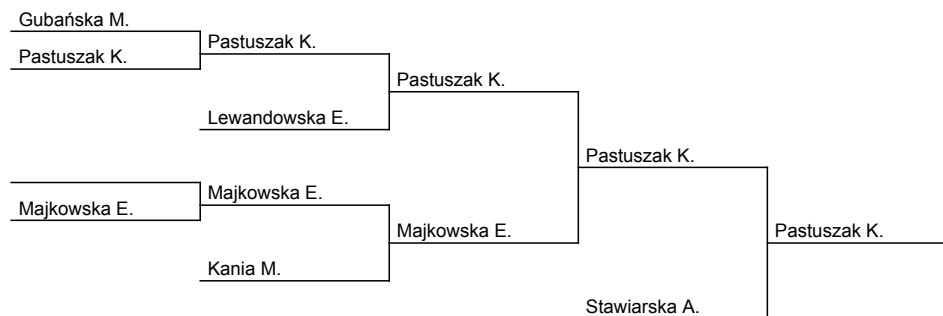 Gubańska M.
Pastuszak K.
Pastuszak K.
Pastuszak K.
Lewandowska E.
Pastuszak K.
Majkowska E.
Majkowska E.
Majkowska E.
Pastuszak K.
Kania M.
Stawiarska A.